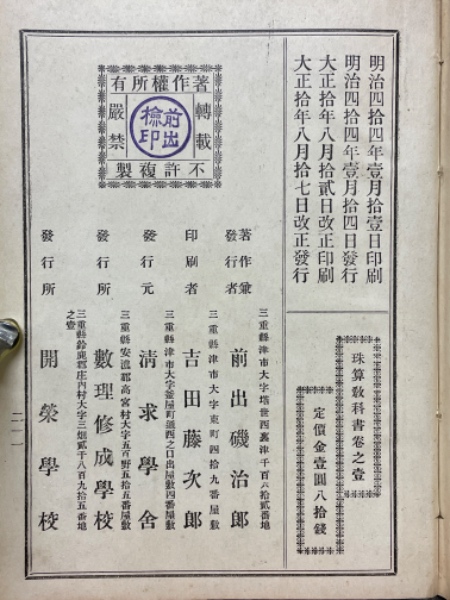 明治四拾四年壹月拾壹日印刷
明治四拾四年壹月拾四日發行
大正拾年八月拾貳日改正印刷
大正拾年八月拾七日改正發行
珠算教科書卷之壹
定價金壹圓八拾錢
著作權所有
轉載
嚴禁
不許複製
前出
檢印
三重縣津市大字塔世四裏津千百六拾貳番地
著作兼
發行者
前出磯治郎
三重縣津市大字東町四拾九番屋敷
印刷者
吉田藤次郎
三重縣津市大字釜屋町 西之口出屋敷四番屋敷
發行元
清求學舍
三重縣安濃郡高宮村大字五百野五拾五番屋敷
發行所
數理修成學校
三重縣鈴鹿郡庄內村大字三畑貳千八百九拾五番地
之壹
發行所
開榮學校
二一